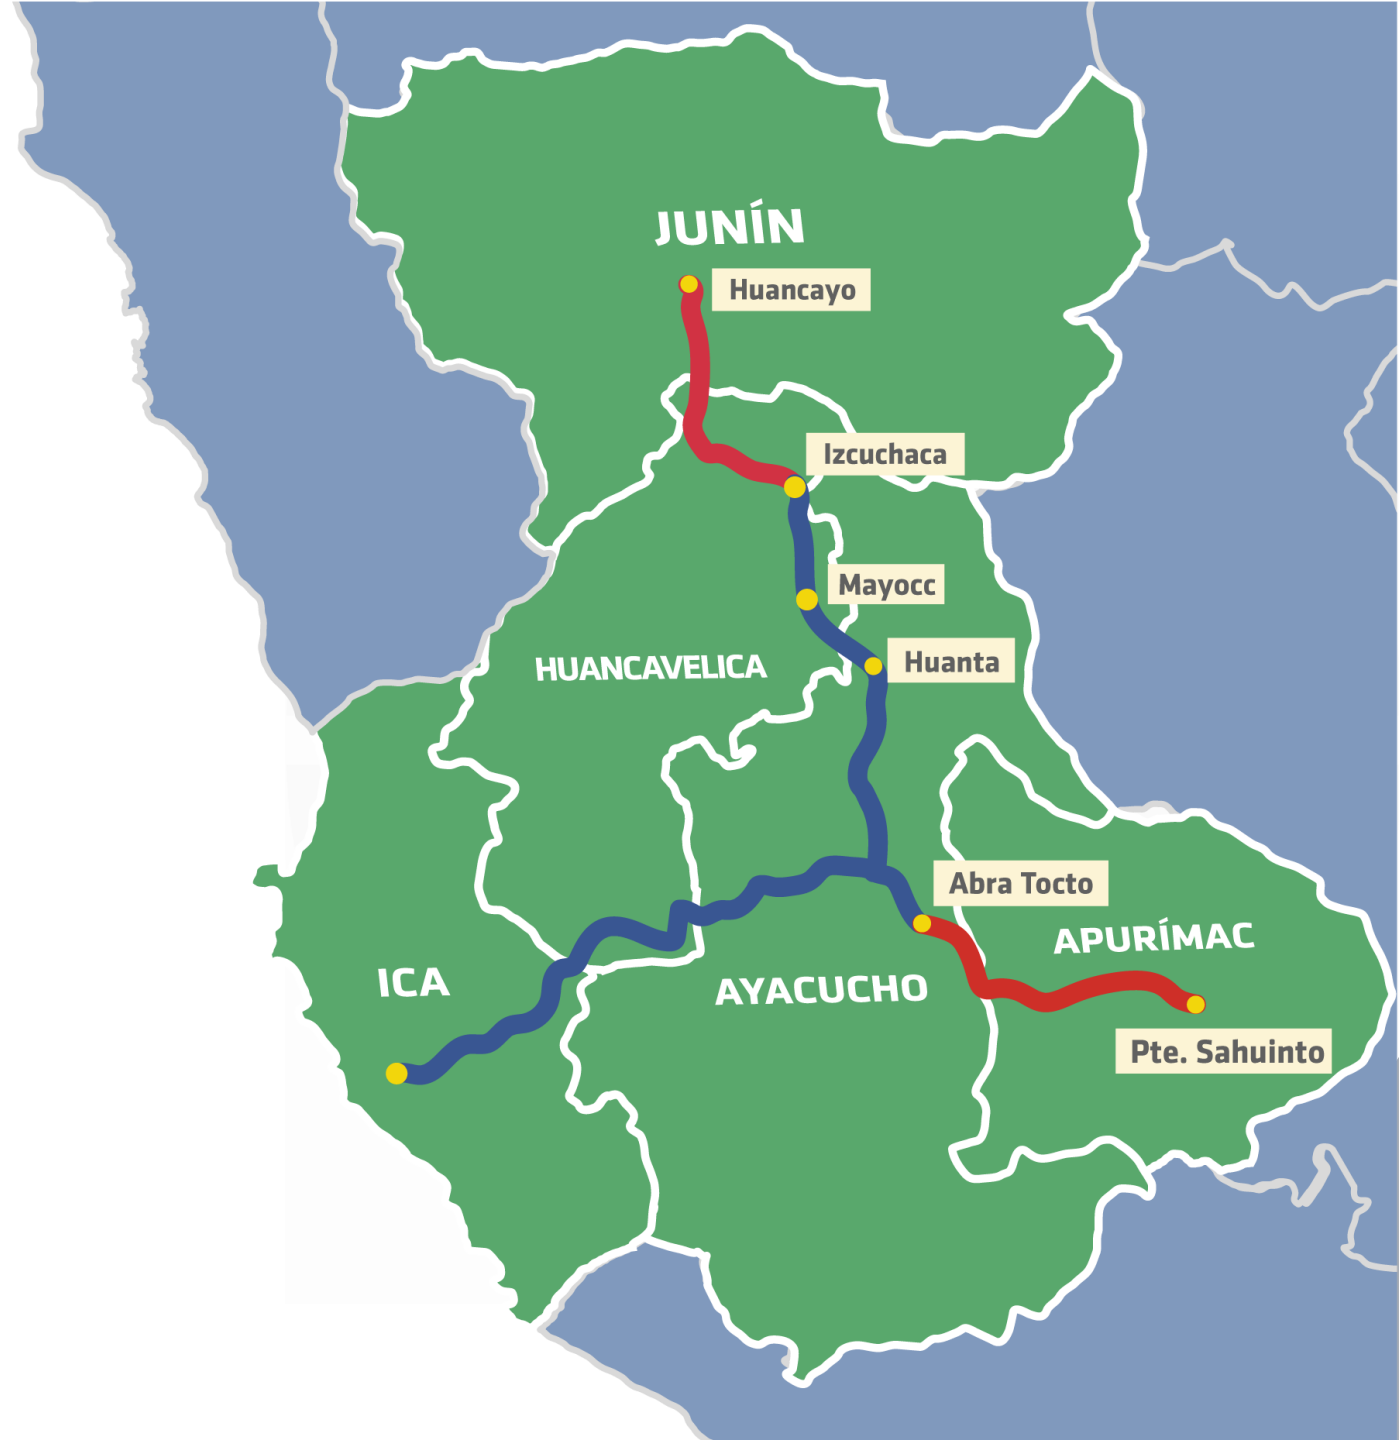 JUNÍN
Huancayo
Izcuchaca
Mayocc
Huanta
HUANCAVELICA
Abra Tocto
APURÍMAC
ICA
AYACUCHO
Pte. Sahuinto